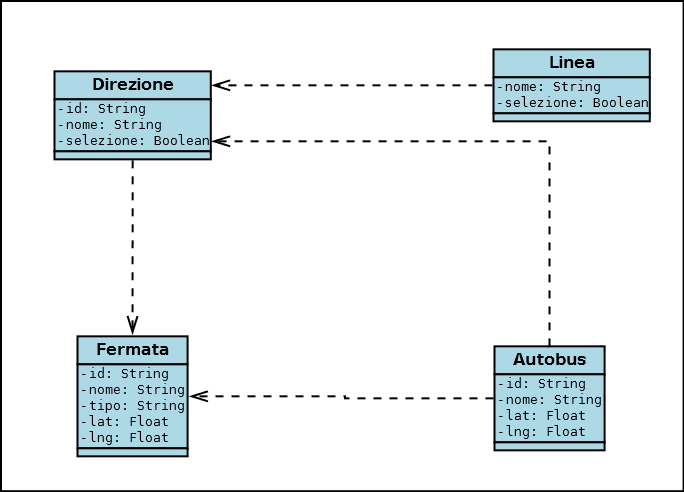 Direzione
-id: String
-nome: String
-selezione: Boolean
Linea
-nome: String
-selezione: Boolean
Fermata
-id: String
-nome: String
-tipo: String
-lat: Float
-lng: Float
Autobus
-id: String
-nome: String
-lat: Float
-lng: Float